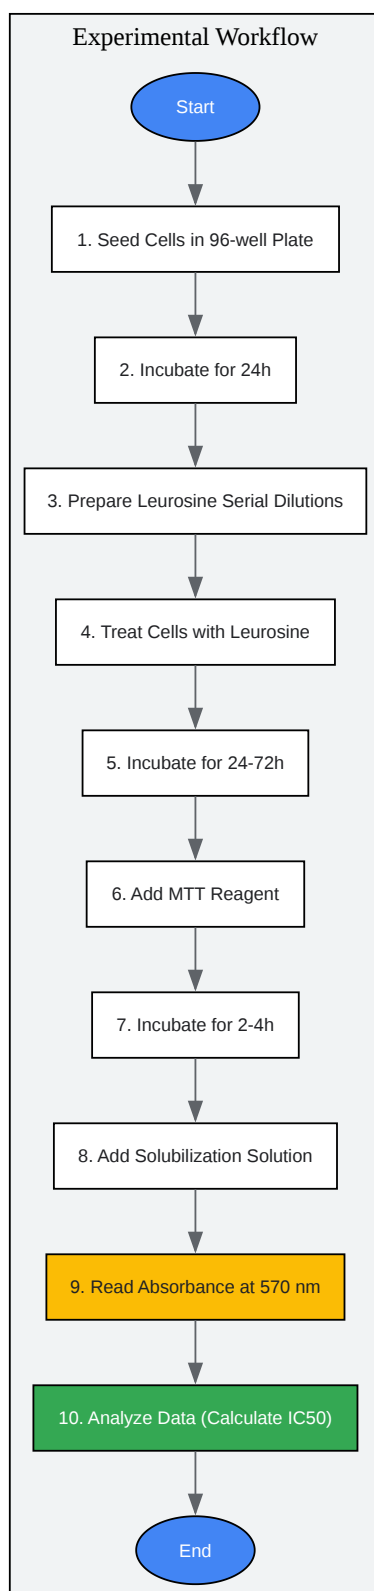 Experimental Workflow
Start
1. Seed Cells in 96-well Plate
2. Incubate for 24h
3. Prepare Leurosine Serial Dilutions
4. Treat Cells with Leurosine
5. Incubate for 24-72h
6. Add MTT Reagent
7. Incubate for 2-4h
8. Add Solubilization Solution
9. Read Absorbance at 570 nm
10. Analyze Data (Calculate IC50)
End